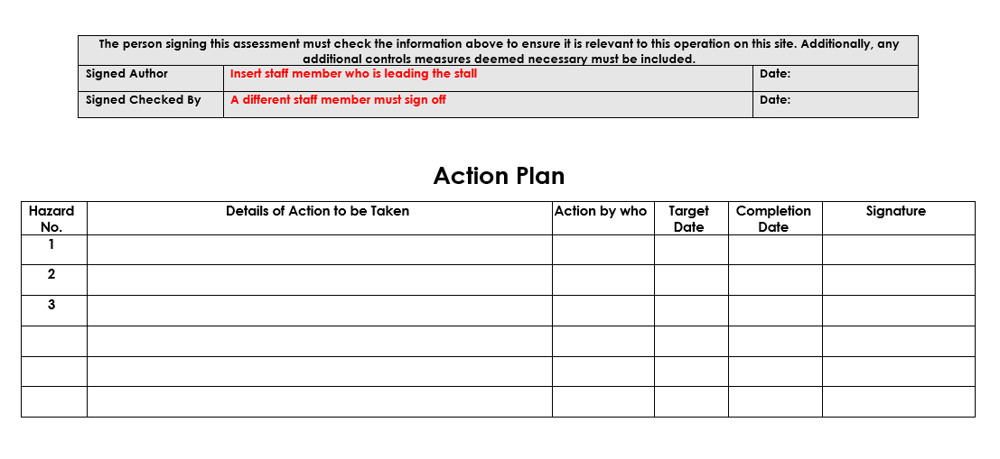 The person signing this assessment must check the information above to ensure it is relevant to this operation on this site. Additionally, any
additional controls measures deemed necessary must be included.
Signed Author Insert staff member who is leading the stall Date:
Signed Checked By A different staff member must sign off Date:
Action Plan
Hazard No. Details of Action to be Taken Action by who Target Date Completion Date Signature
1
2
3